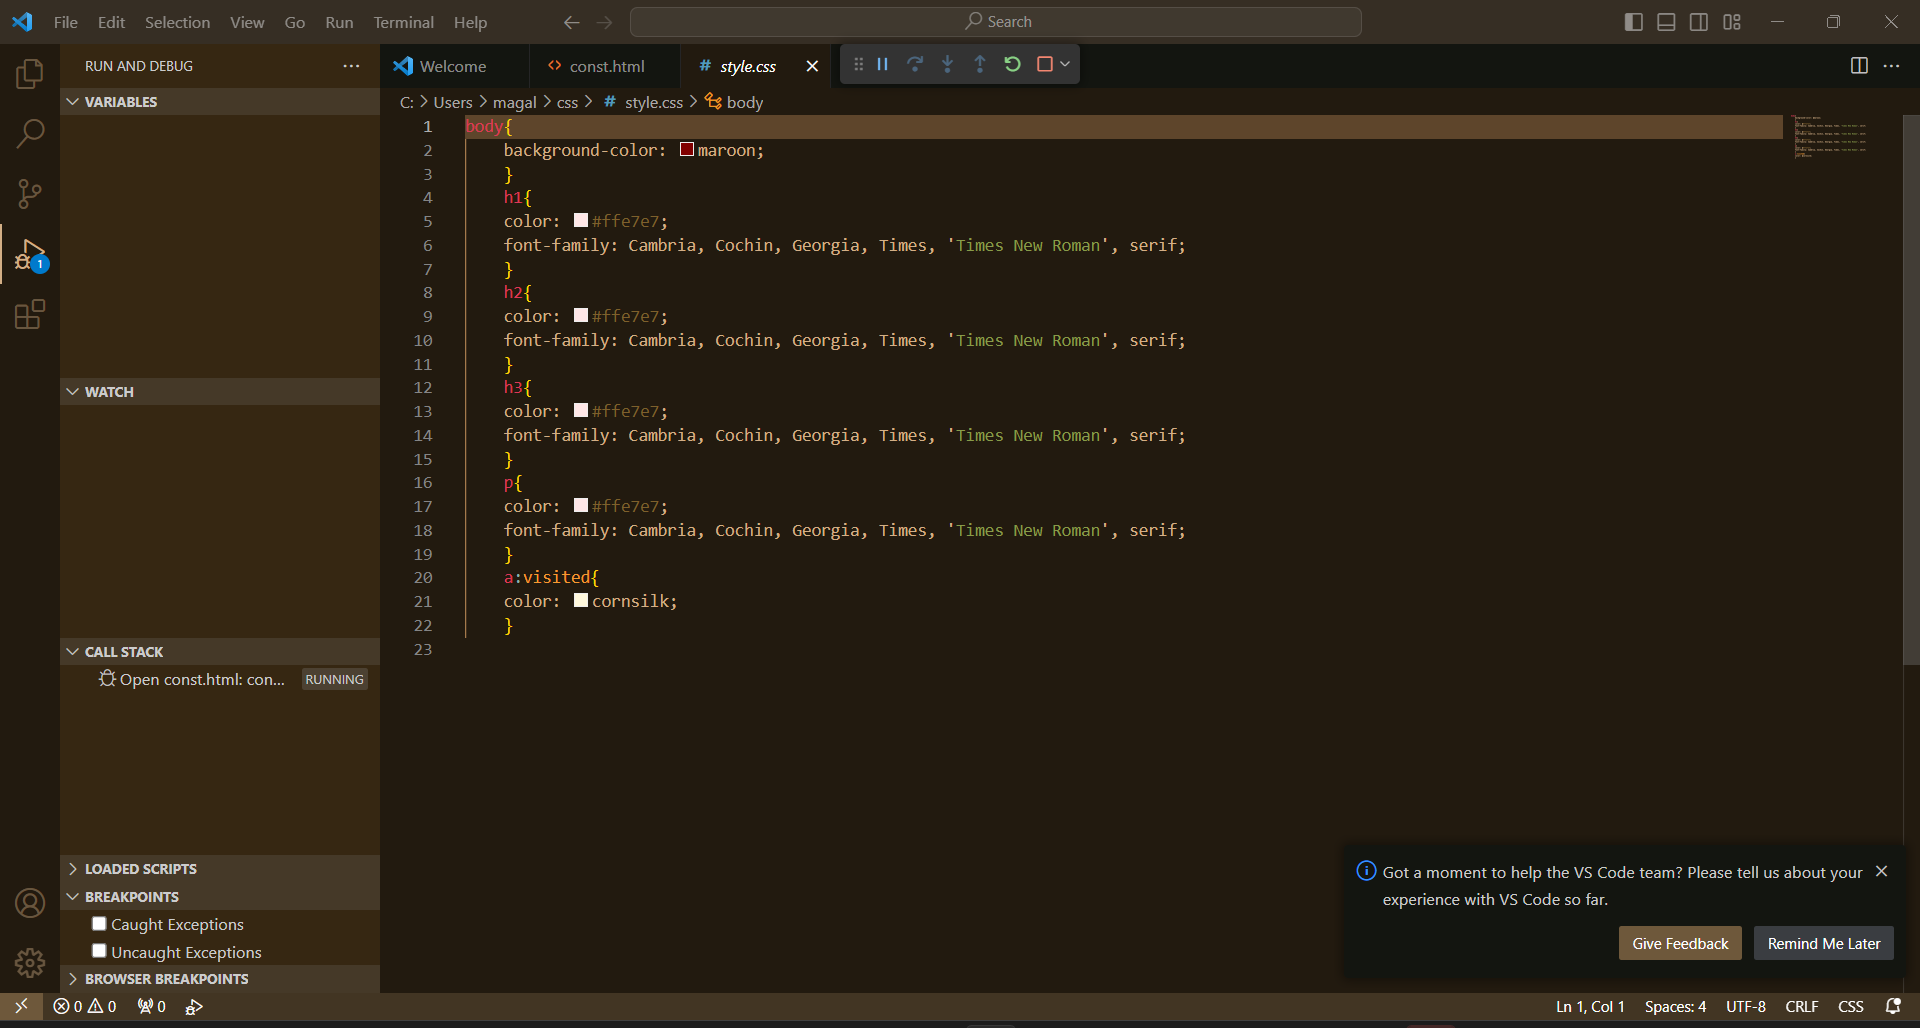 File Edit Selection View Go Run Terminal Help
Search
RUN AND DEBUG
Welcome
const.html
# style.css
VARIABLES
C: > Users > magal > css > # style.css > body
1 body{
2 background-color: maroon;
3 }
4 h1{
5 color: #ffe7e7;
6 font-family: Cambria, Cochin, Georgia, Times, 'Times New Roman', serif;
7 }
8 h2{
9 color: #ffe7e7;
10 font-family: Cambria, Cochin, Georgia, Times, 'Times New Roman', serif;
11 }
12 h3{
13 color: #ffe7e7;
14 font-family: Cambria, Cochin, Georgia, Times, 'Times New Roman', serif;
15 }
16 p{
17 color: #ffe7e7;
18 font-family: Cambria, Cochin, Georgia, Times, 'Times New Roman', serif;
19 }
20 a:visited{
21 color: cornsilk;
22 }
23
1
WATCH
CALL STACK
Open const.html: con... RUNNING
LOADED SCRIPTS
BREAKPOINTS
Caught Exceptions
Uncaught Exceptions
BROWSER BREAKPOINTS
Got a moment to help the VS Code team? Please tell us about your
experience with VS Code so far.
Give Feedback
Remind Me Later
0 0 0
Ln 1, Col 1 Spaces: 4 UTF-8 CRLF CSS